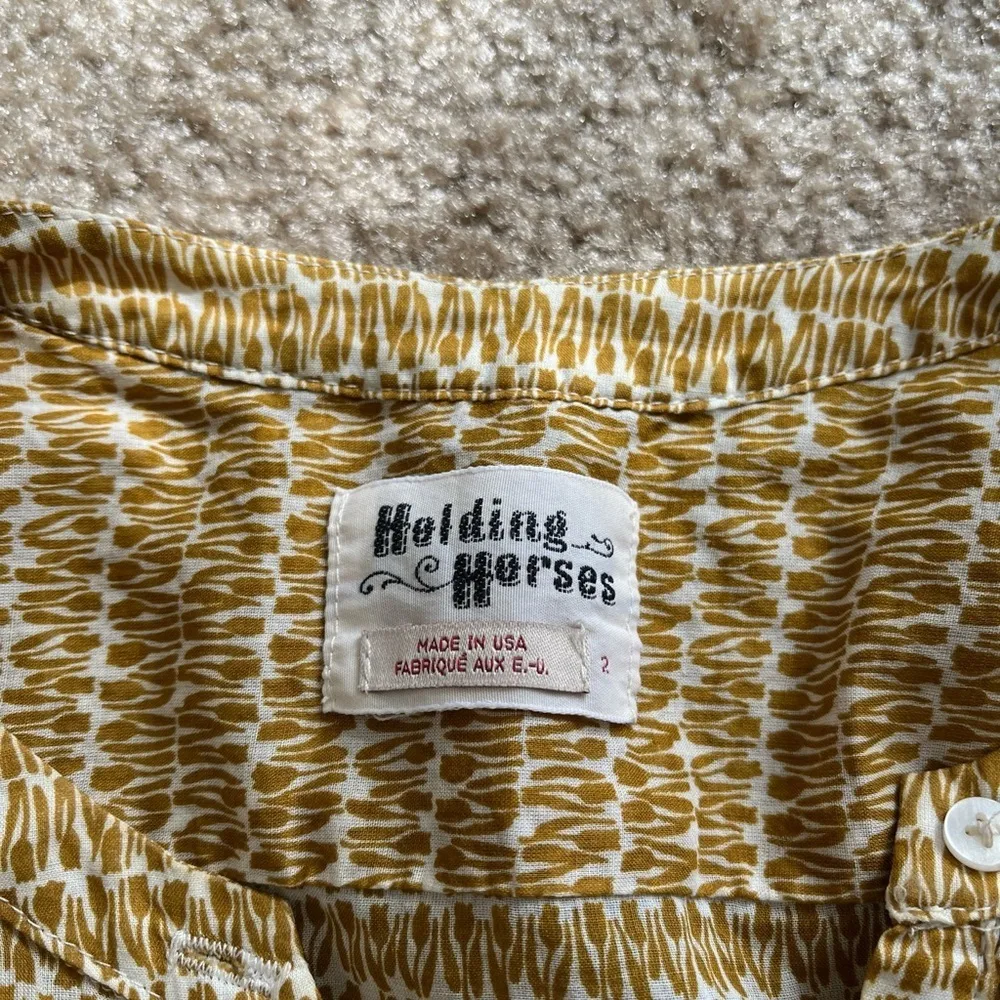 Holding
Horses
MADE IN USA
FABRIQUÉ AUX E.-U.
2